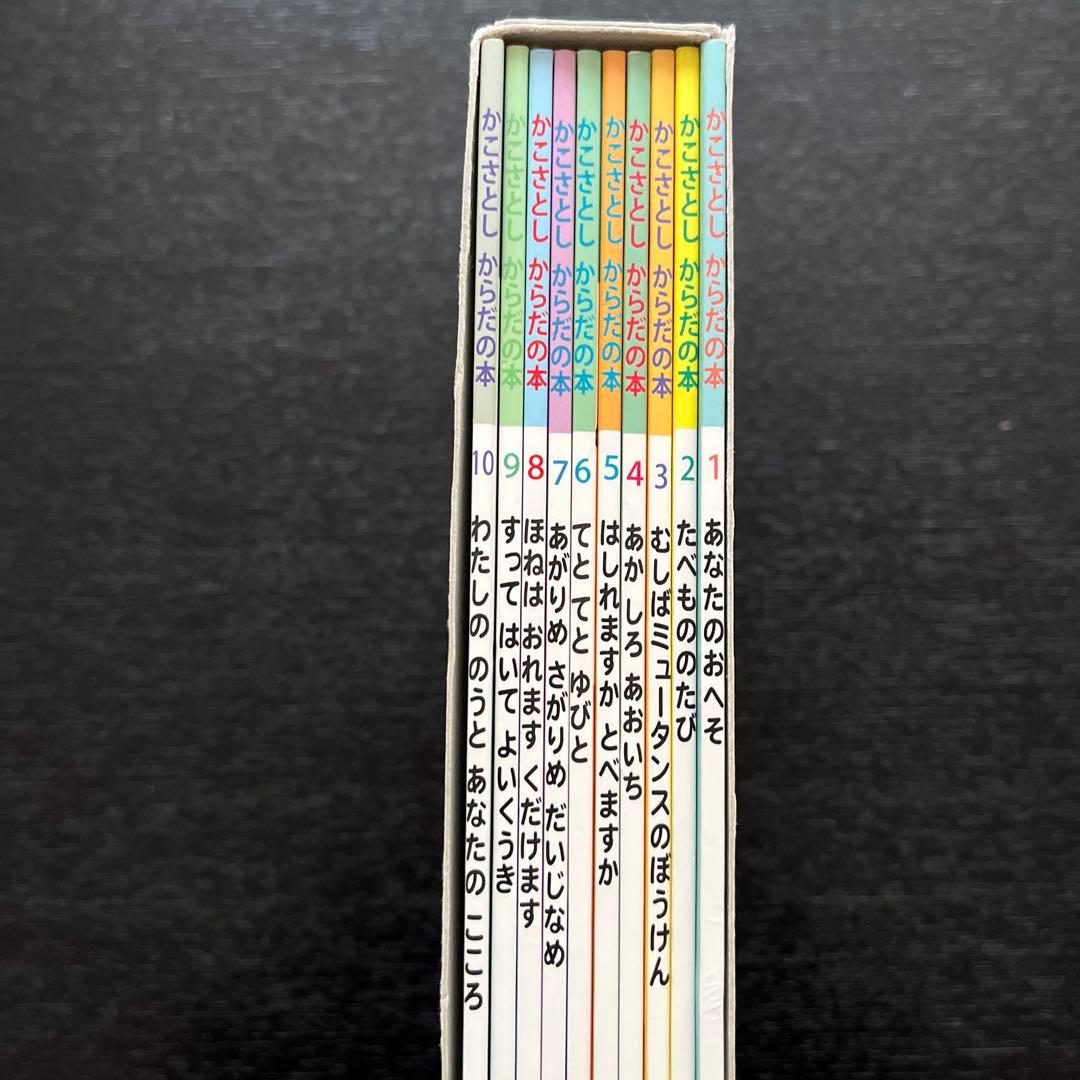 かこさとし からだの本 1 あなたのおへそ
かこさとし からだの本 2 たべもののたび
かこさとし からだの本 3 むしばミュータンスのぼうけん
かこさとし からだの本 4 あか しろ あおいち
かこさとし からだの本 5 はしれますか とべますか
かこさとし からだの本 6 てと てと ゆびと
かこさとし からだの本 7 あがりめ さがりめ だいじなめ
かこさとし からだの本 8 ほねは おれます くだけます
かこさとし からだの本 9 すって はいて よいくうき
かこさとし からだの本 10 わたしの のうと あなたの こころ